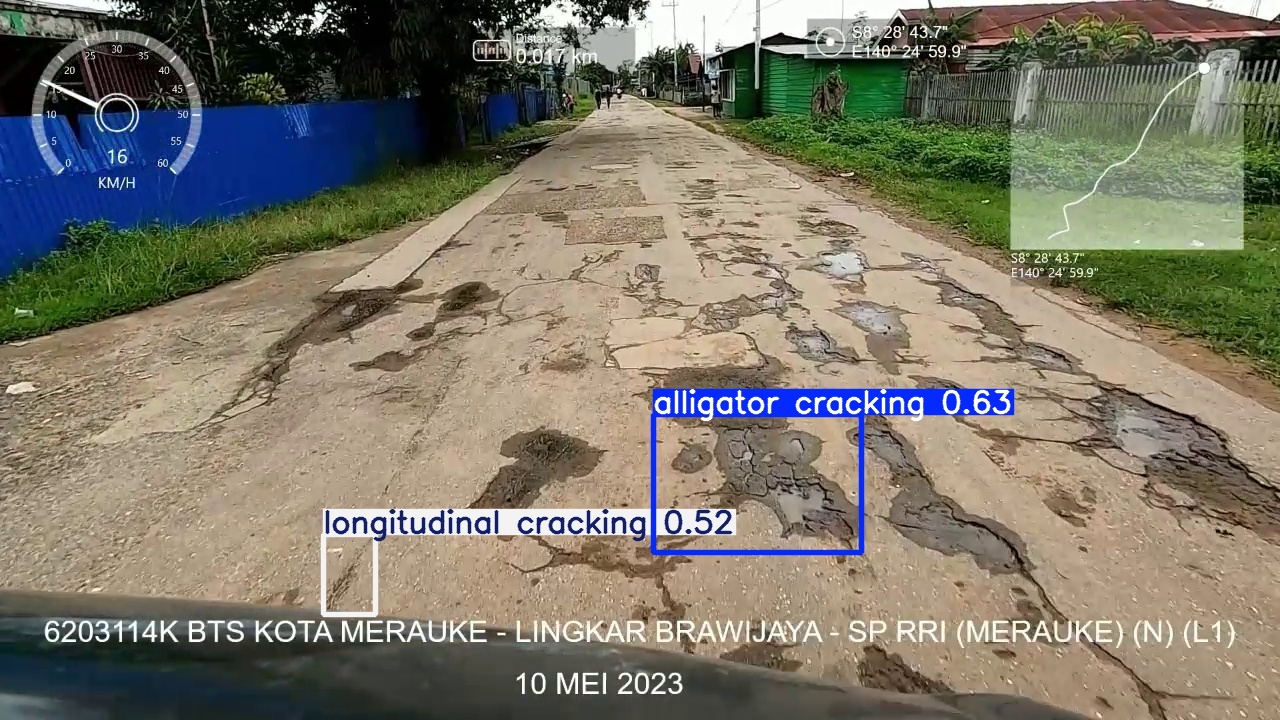 Distance
0.017 km
S8° 28' 43.7"
E140° 24' 59.9"
0
5
10
15
20
25
30
35
40
45
50
55
60
16
KM/H
S8° 28' 43.7"
E140° 24' 59.9"
alligator cracking 0.63
longitudinal cracking 0.52
6203114K BTS KOTA MERAUKE - LINGKAR BRAWIJAYA - SP RRI (MERAUKE) (N) (L1)
10 MEI 2023